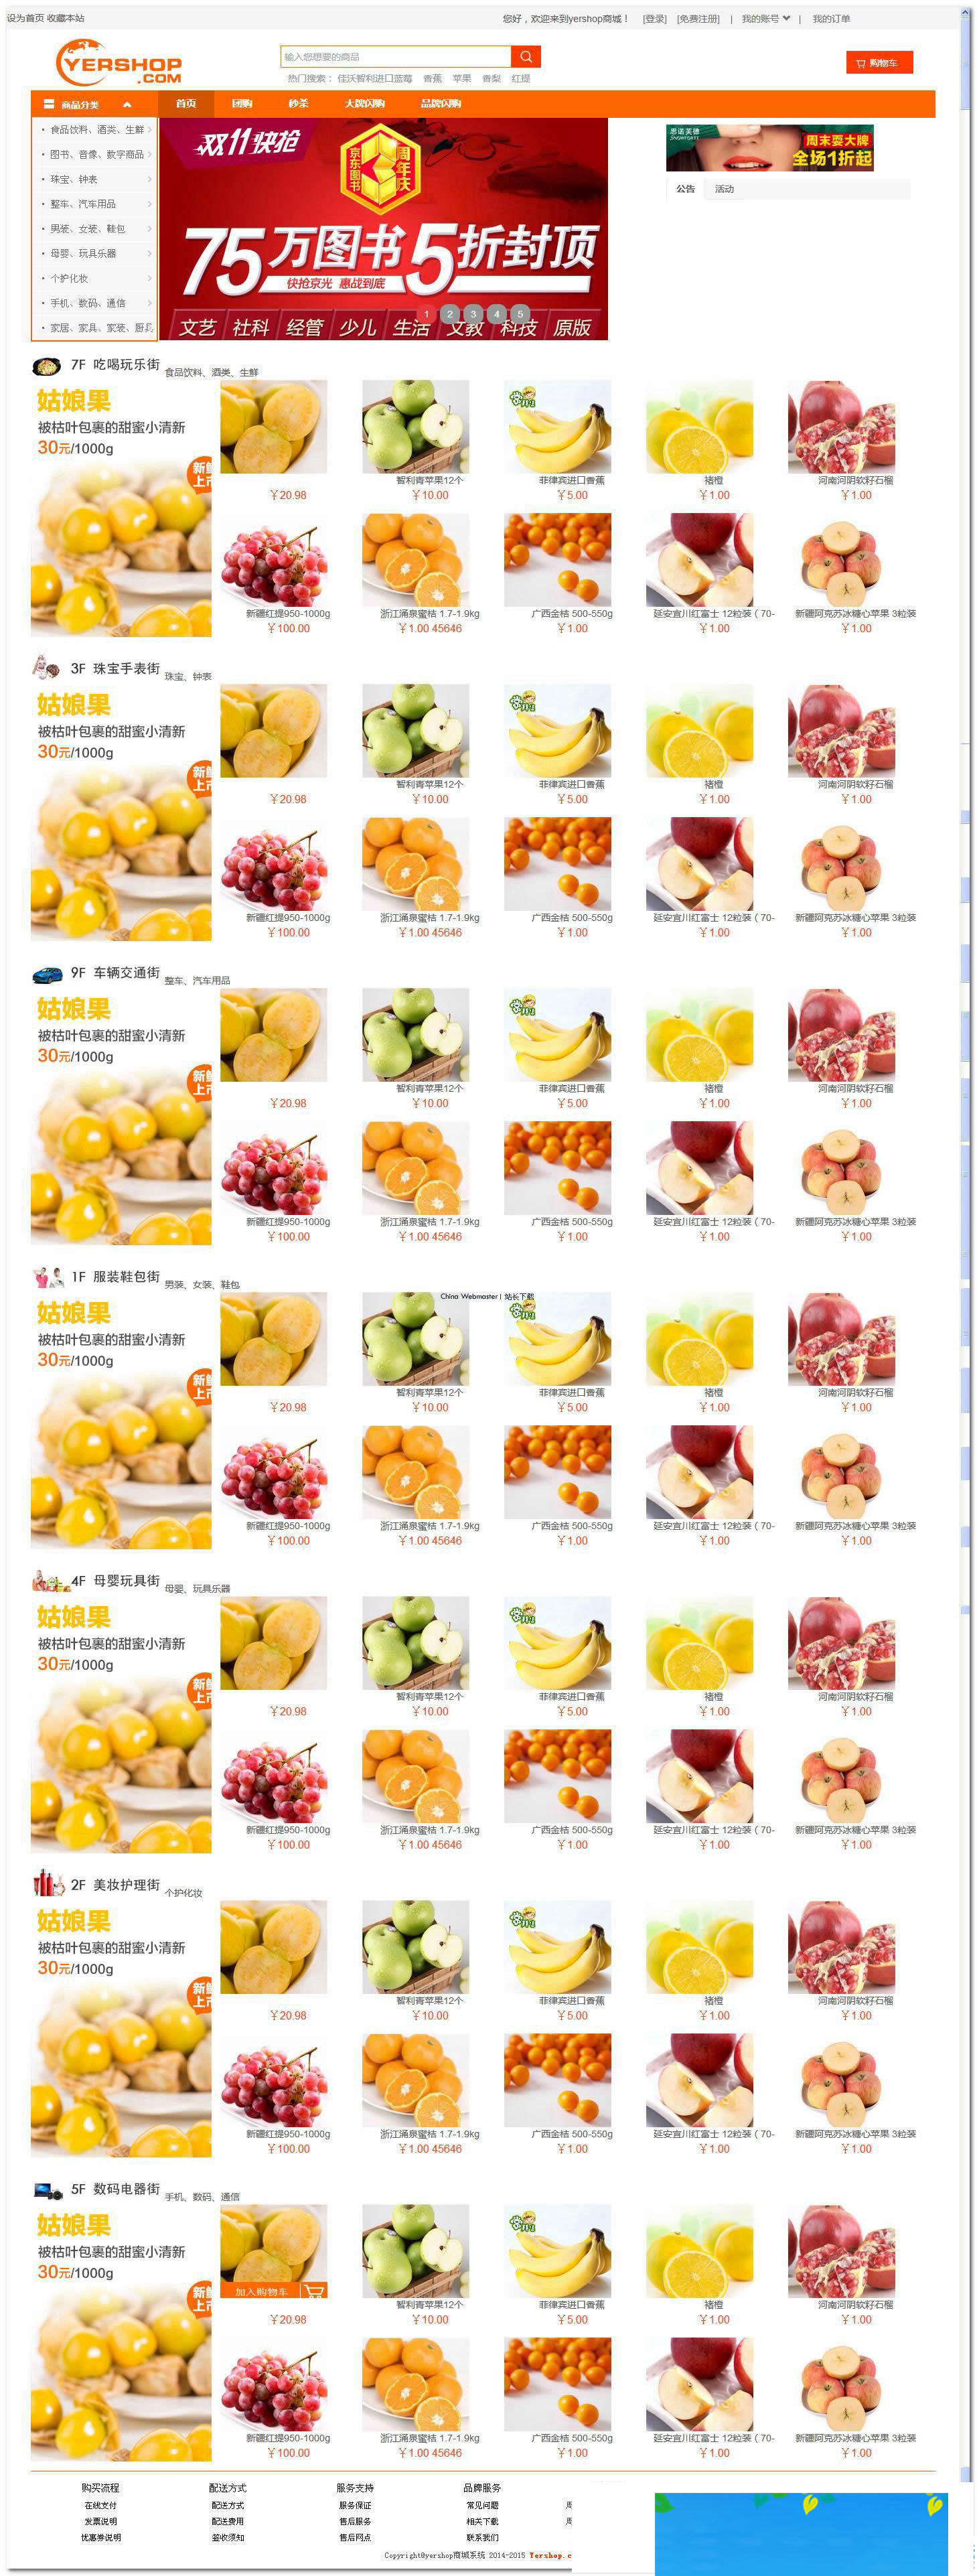 设为首页 收藏本站
您好，欢迎来到yershop商城！ [登录] [免费注册] | 我的账号 | 我的订单
YERSHOP
.COM
输入您想要的商品
购物车
热门搜索： 佳沃智利进口蓝莓 香蕉 苹果 青梨 红提
商品分类 首页 团购 秒杀 大牌闪购 品牌闪购
• 食品饮料、酒类、生鲜
• 图书、音像、数字商品
• 珠宝、钟表
• 整车、汽车用品
• 男装、女装、鞋包
• 母婴、玩具乐器
• 个护化妆
• 手机、数码、通信
• 家居、家具、家装、厨具
双11快抢
京东图书
周年庆
75万图书5折封顶
快抢京光 惠战到底
1 2 3 4 5
文艺 社科 经管 少儿 生活 文教 科技 原版
思诺芙德
周末耍大牌
全场1折起
公告 活动
7F 吃喝玩乐街 食品饮料、酒类、生鲜
姑娘果
被枯叶包裹的甜蜜小清新
30元/1000g
新鲜
上市
智利青苹果12个 菲律宾进口香蕉 褚橙 河南河阴软籽石榴
￥20.98 ￥10.00 ￥5.00 ￥1.00 ￥1.00
新疆红提950-1000g 浙江涌泉蜜桔 1.7-1.9kg 广西金桔 500-550g 延安宜川红富士 12粒装（70- 新疆阿克苏冰糖心苹果 3粒装
￥100.00 ￥1.00 45646 ￥1.00 ￥1.00 ￥1.00
3F 珠宝手表街 珠宝、钟表
姑娘果
被枯叶包裹的甜蜜小清新
30元/1000g
新鲜
上市
智利青苹果12个 菲律宾进口香蕉 褚橙 河南河阴软籽石榴
￥20.98 ￥10.00 ￥5.00 ￥1.00 ￥1.00
新疆红提950-1000g 浙江涌泉蜜桔 1.7-1.9kg 广西金桔 500-550g 延安宜川红富士 12粒装（70- 新疆阿克苏冰糖心苹果 3粒装
￥100.00 ￥1.00 45646 ￥1.00 ￥1.00 ￥1.00
9F 车辆交通街 整车、汽车用品
姑娘果
被枯叶包裹的甜蜜小清新
30元/1000g
新鲜
上市
智利青苹果12个 菲律宾进口香蕉 褚橙 河南河阴软籽石榴
￥20.98 ￥10.00 ￥5.00 ￥1.00 ￥1.00
新疆红提950-1000g 浙江涌泉蜜桔 1.7-1.9kg 广西金桔 500-550g 延安宜川红富士 12粒装（70- 新疆阿克苏冰糖心苹果 3粒装
￥100.00 ￥1.00 45646 ￥1.00 ￥1.00 ￥1.00
1F 服装鞋包街 男装、女装、鞋包
China Webmaster | 站长下载
姑娘果
被枯叶包裹的甜蜜小清新
30元/1000g
新鲜
上市
智利青苹果12个 菲律宾进口香蕉 褚橙 河南河阴软籽石榴
￥20.98 ￥10.00 ￥5.00 ￥1.00 ￥1.00
新疆红提950-1000g 浙江涌泉蜜桔 1.7-1.9kg 广西金桔 500-550g 延安宜川红富士 12粒装（70- 新疆阿克苏冰糖心苹果 3粒装
￥100.00 ￥1.00 45646 ￥1.00 ￥1.00 ￥1.00
4F 母婴玩具街 母婴、玩具乐器
姑娘果
被枯叶包裹的甜蜜小清新
30元/1000g
新鲜
上市
智利青苹果12个 菲律宾进口香蕉 褚橙 河南河阴软籽石榴
￥20.98 ￥10.00 ￥5.00 ￥1.00 ￥1.00
新疆红提950-1000g 浙江涌泉蜜桔 1.7-1.9kg 广西金桔 500-550g 延安宜川红富士 12粒装（70- 新疆阿克苏冰糖心苹果 3粒装
￥100.00 ￥1.00 45646 ￥1.00 ￥1.00 ￥1.00
2F 美妆护理街 个护化妆
姑娘果
被枯叶包裹的甜蜜小清新
30元/1000g
新鲜
上市
智利青苹果12个 菲律宾进口香蕉 褚橙 河南河阴软籽石榴
￥20.98 ￥10.00 ￥5.00 ￥1.00 ￥1.00
新疆红提950-1000g 浙江涌泉蜜桔 1.7-1.9kg 广西金桔 500-550g 延安宜川红富士 12粒装（70- 新疆阿克苏冰糖心苹果 3粒装
￥100.00 ￥1.00 45646 ￥1.00 ￥1.00 ￥1.00
5F 数码电器街 手机、数码、通信
姑娘果
被枯叶包裹的甜蜜小清新
30元/1000g
新鲜
上市
加入购物车
智利青苹果12个 菲律宾进口香蕉 褚橙 河南河阴软籽石榴
￥20.98 ￥10.00 ￥5.00 ￥1.00 ￥1.00
新疆红提950-1000g 浙江涌泉蜜桔 1.7-1.9kg 广西金桔 500-550g 延安宜川红富士 12粒装（70- 新疆阿克苏冰糖心苹果 3粒装
￥100.00 ￥1.00 45646 ￥1.00 ￥1.00 ￥1.00
购买流程 配送方式 服务支持 品牌服务
在线支付 配送方式 服务保证 常见问题
发票说明 配送费用 售后服务 相关下载
优惠券说明 签收须知 售后网点 联系我们
Copyright@yershop商城系统 2014-2015 Yershop.c